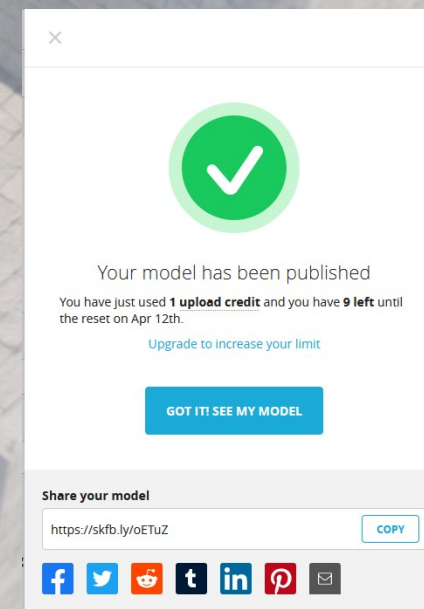 Your model has been published
You have just used 1 upload credit and you have 9 left until
the reset on Apr 12th.
Upgrade to increase your limit
GOT IT! SEE MY MODEL
Share your model
https://skfb.ly/oETuZ
COPY